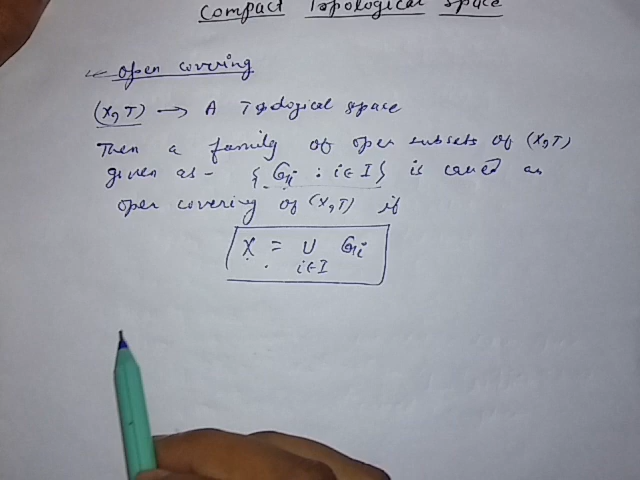 Compact Topological Space
Open covering
(X, T) → A Topological space
Then a family of open subsets of (X, T)
given as - { Gi : i ∈ I } is called an
open covering of (X, T) if
X = ∪ Gi
i ∈ I